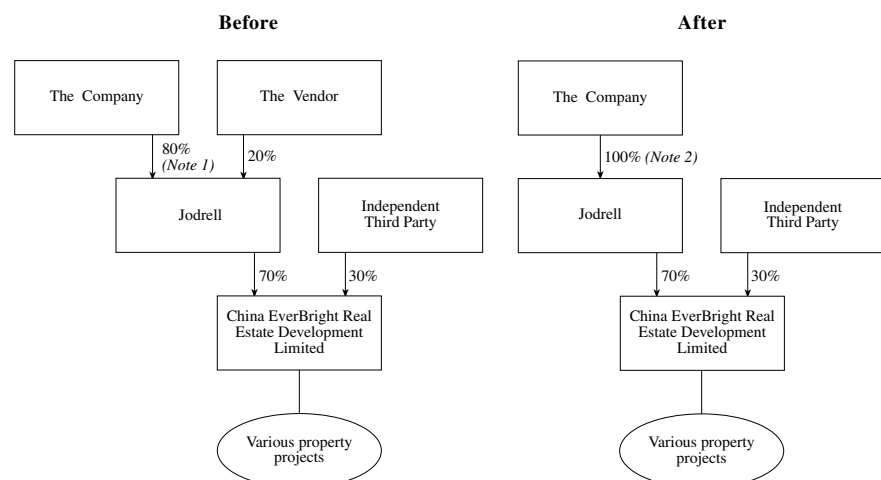 Before
The Company
The Vendor
80%
(Note 1)
20%
Jodrell
Independent
Third Party
70%
30%
China EverBright Real
Estate Development
Limited
Various property
projects
After
The Company
100% (Note 2)
Jodrell
Independent
Third Party
70%
30%
China EverBright Real
Estate Development
Limited
Various property
projects